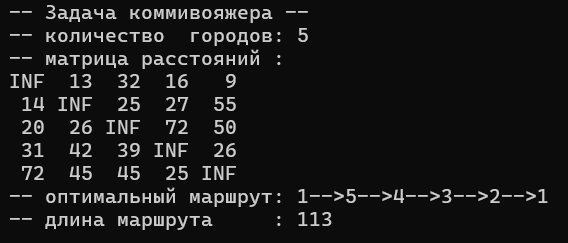 -- Задача коммивояжера --
-- количество  городов: 5
-- матрица расстояний :
INF  13  32  16   9
 14 INF  25  27  55
 20  26 INF  72  50
 31  42  39 INF  26
 72  45  45  25 INF
-- оптимальный маршрут: 1-->5-->4-->3-->2-->1
-- длина маршрута     : 113